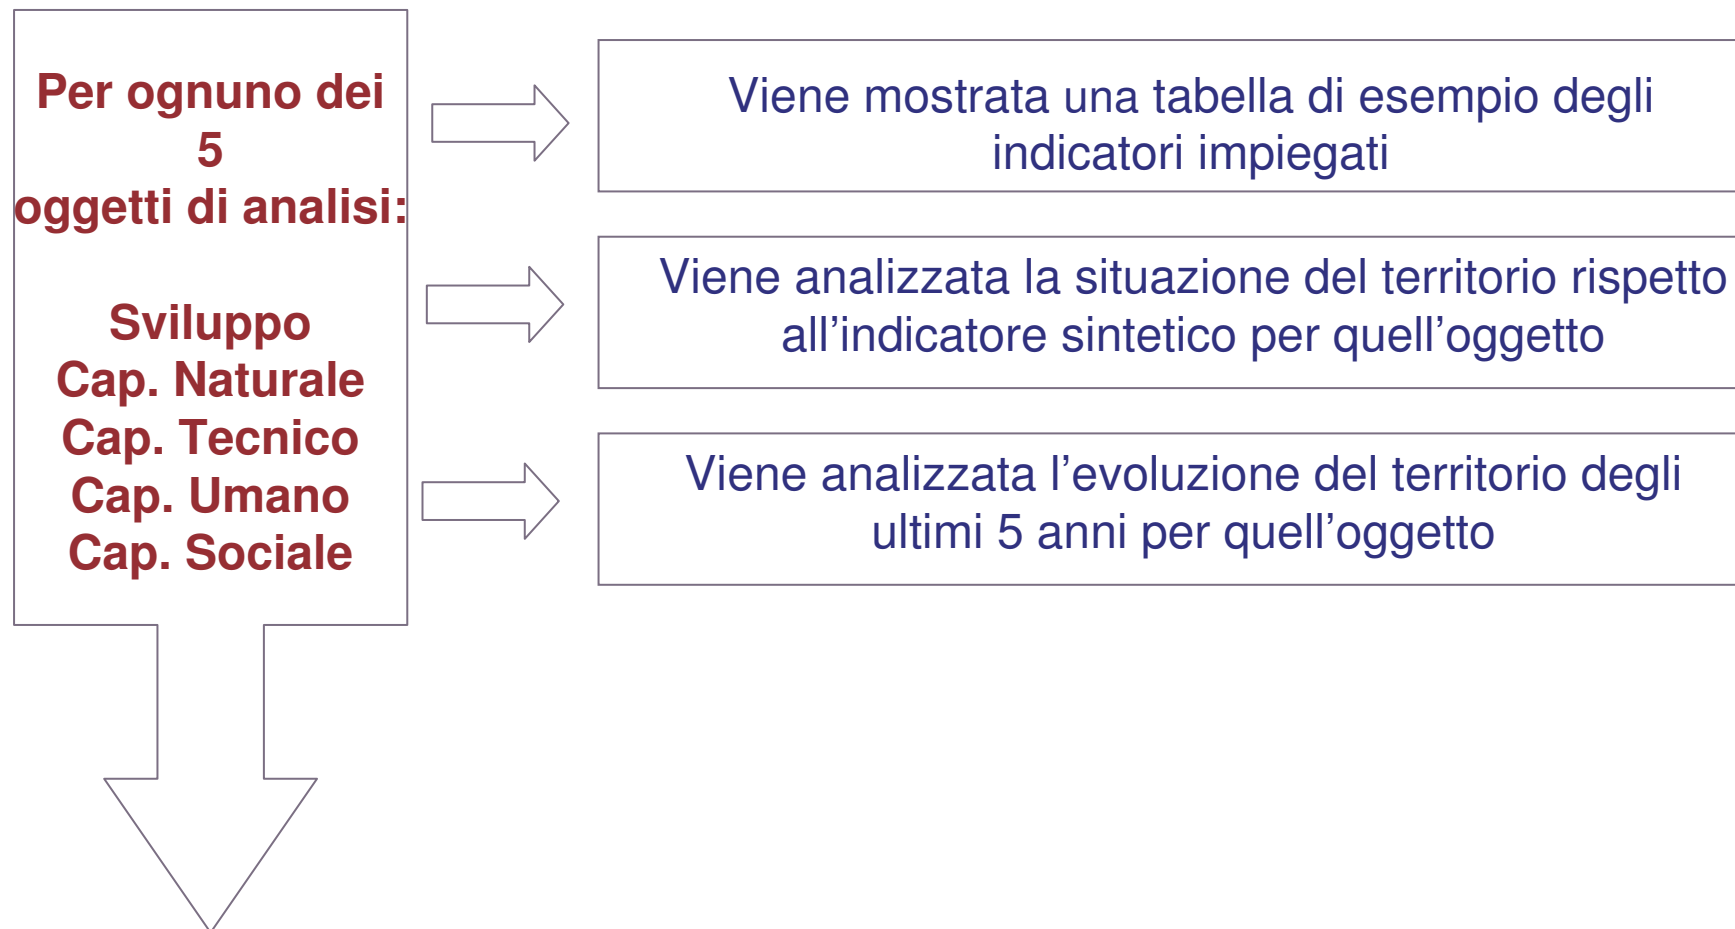 Per ognuno dei
5
oggetti di analisi:
Sviluppo
Cap. Naturale
Cap. Tecnico
Cap. Umano
Cap. Sociale
Viene mostrata una tabella di esempio degli
indicatori impiegati
Viene analizzata la situazione del territorio rispetto
all’indicatore sintetico per quell’oggetto
Viene analizzata l’evoluzione del territorio degli
ultimi 5 anni per quell’oggetto